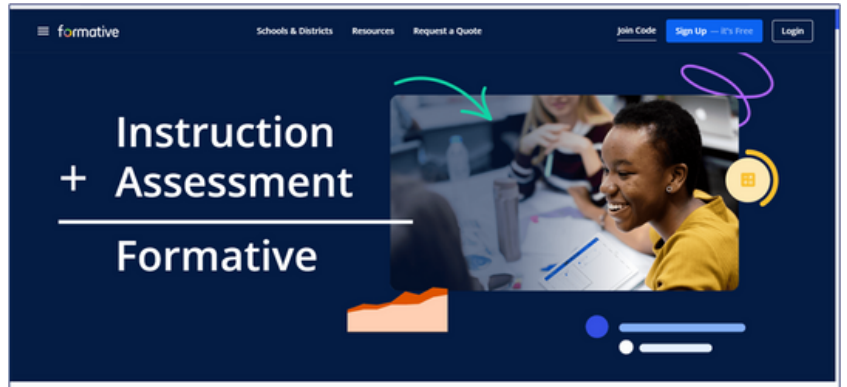 formative
Schools & Districts Resources Request a Quote
Join Code Sign Up — It's Free Login
Instruction
+ Assessment
Formative